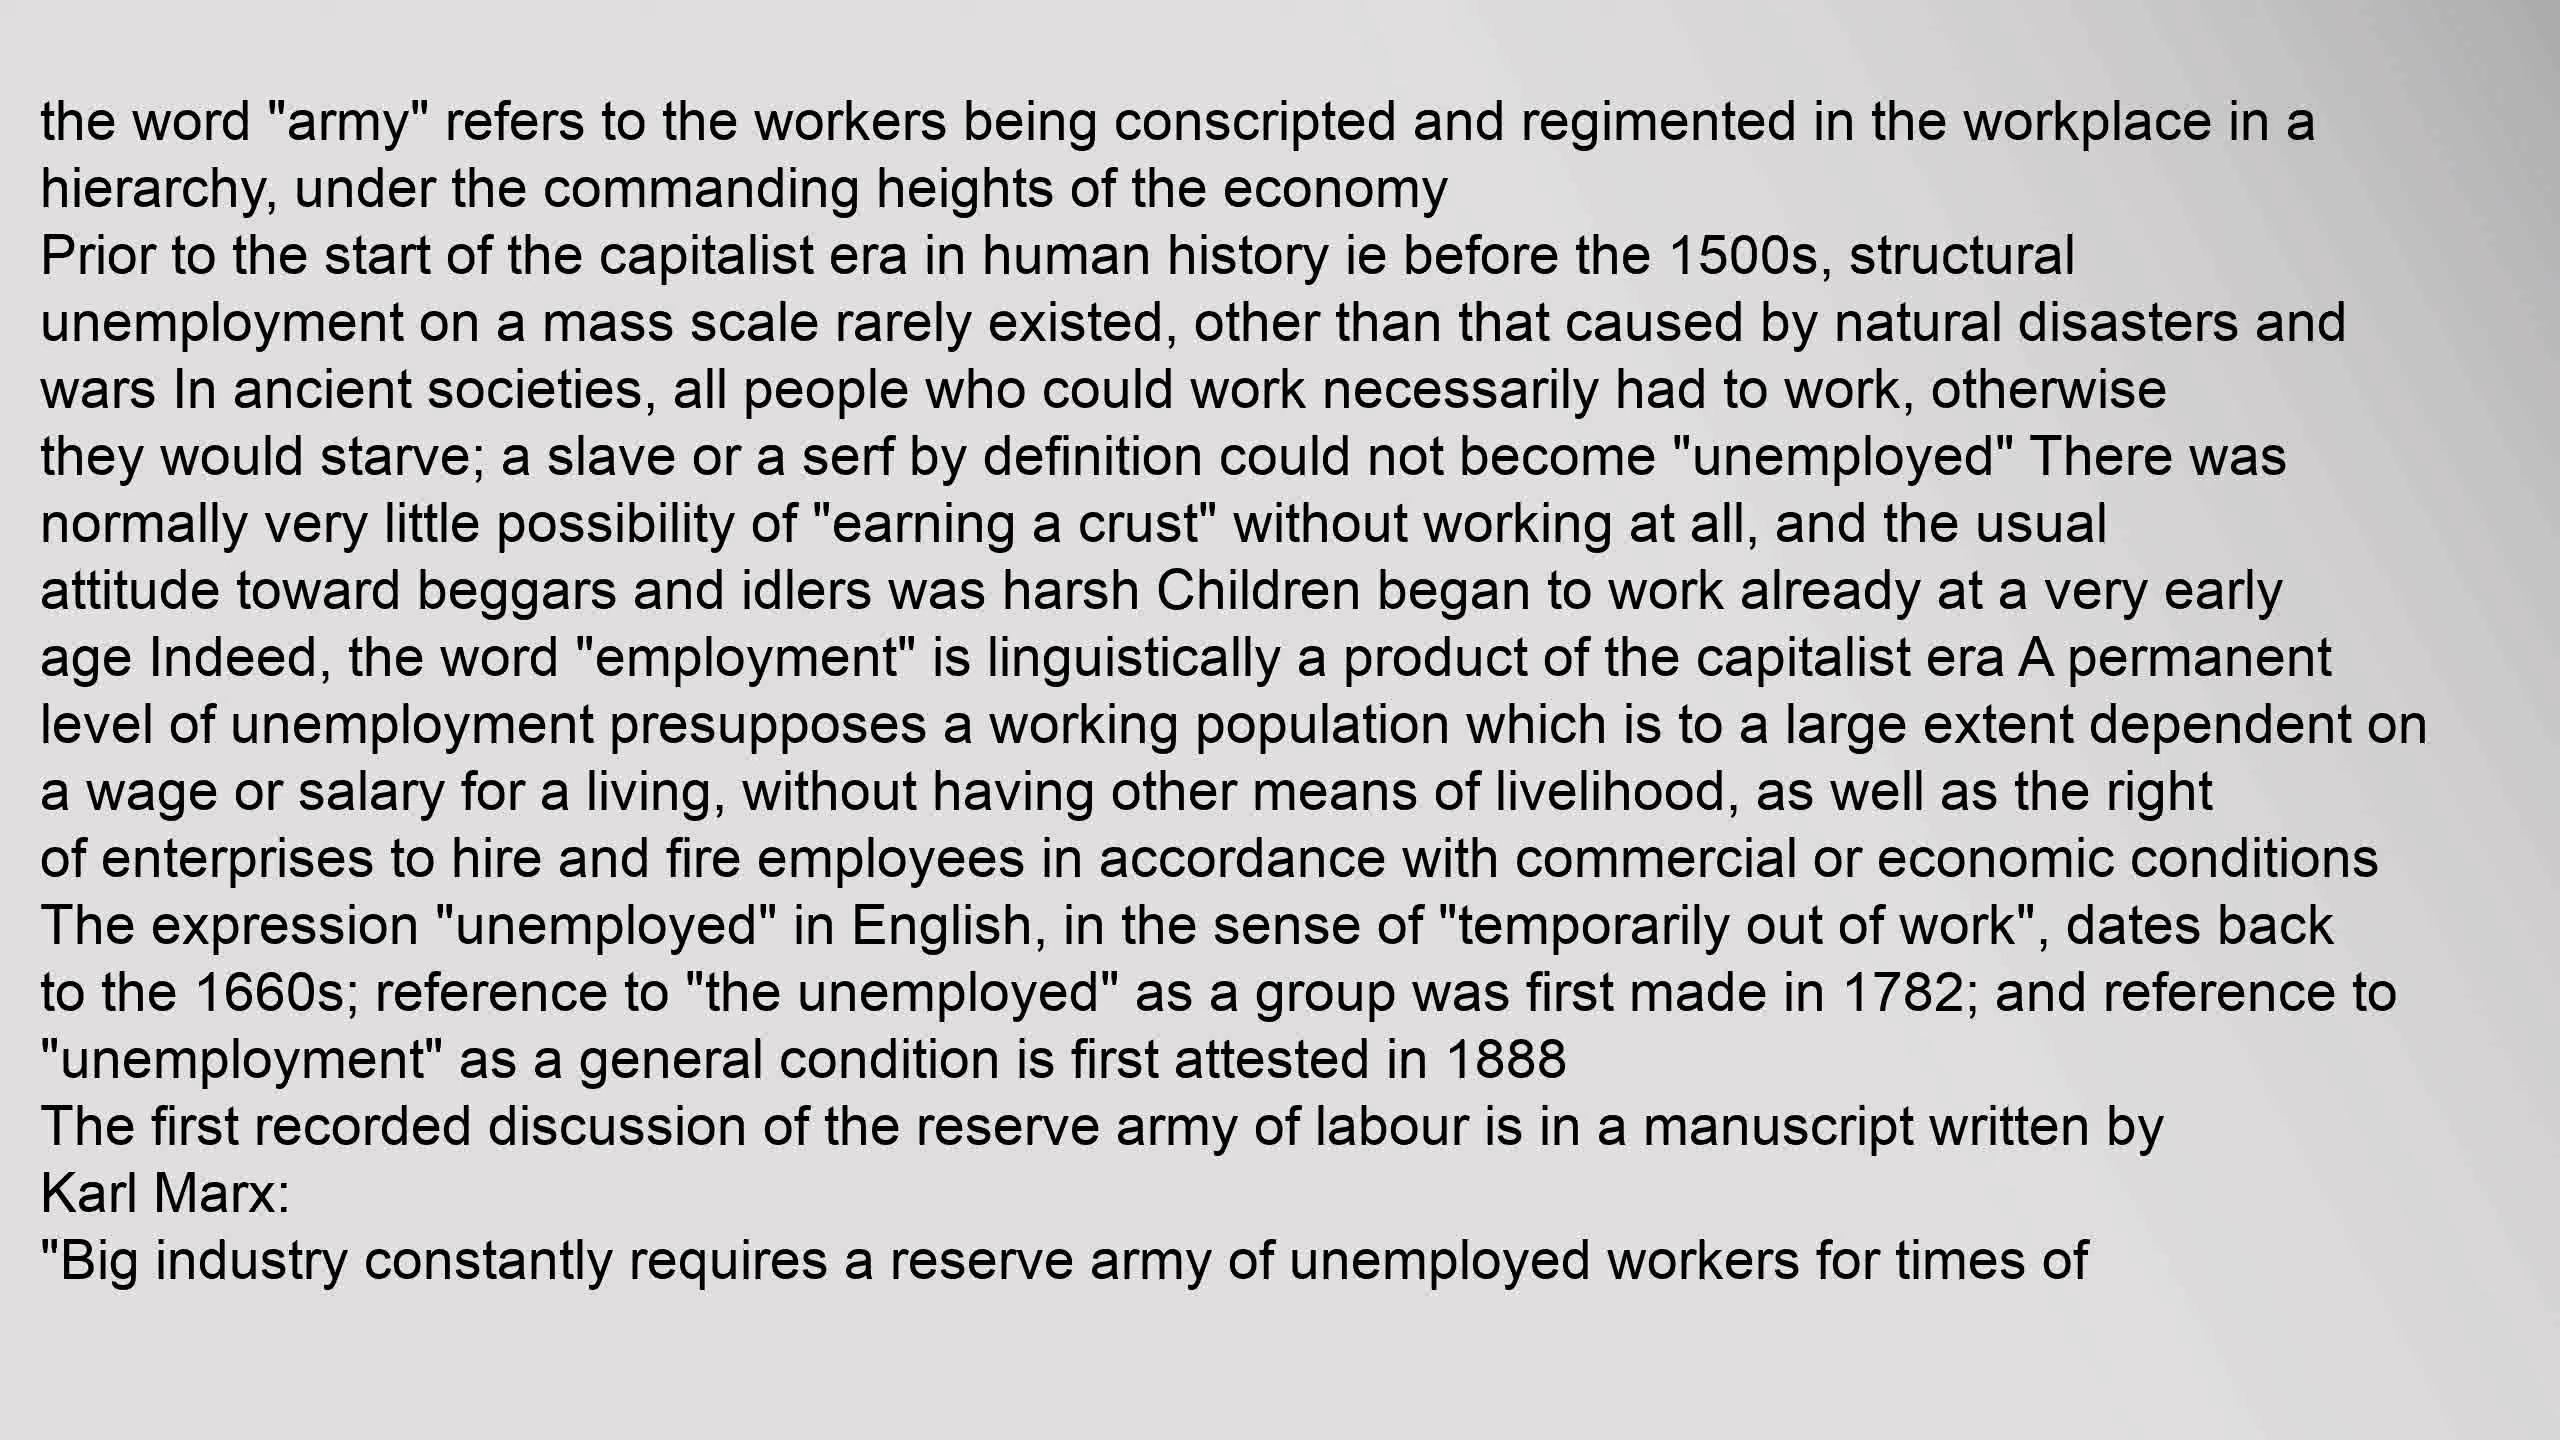 the word "army" refers to the workers being conscripted and regimented in the workplace in a
hierarchy, under the commanding heights of the economy
Prior to the start of the capitalist era in human history ie before the 1500s, structural
unemployment on a mass scale rarely existed, other than that caused by natural disasters and
wars In ancient societies, all people who could work necessarily had to work, otherwise
they would starve; a slave or a serf by definition could not become "unemployed" There was
normally very little possibility of "earning a crust" without working at all, and the usual
attitude toward beggars and idlers was harsh Children began to work already at a very early
age Indeed, the word "employment" is linguistically a product of the capitalist era A permanent
level of unemployment presupposes a working population which is to a large extent dependent on
a wage or salary for a living, without having other means of livelihood, as well as the right
of enterprises to hire and fire employees in accordance with commercial or economic conditions
The expression "unemployed" in English, in the sense of "temporarily out of work", dates back
to the 1660s; reference to "the unemployed" as a group was first made in 1782; and reference to
"unemployment" as a general condition is first attested in 1888
The first recorded discussion of the reserve army of labour is in a manuscript written by
Karl Marx:
"Big industry constantly requires a reserve army of unemployed workers for times of